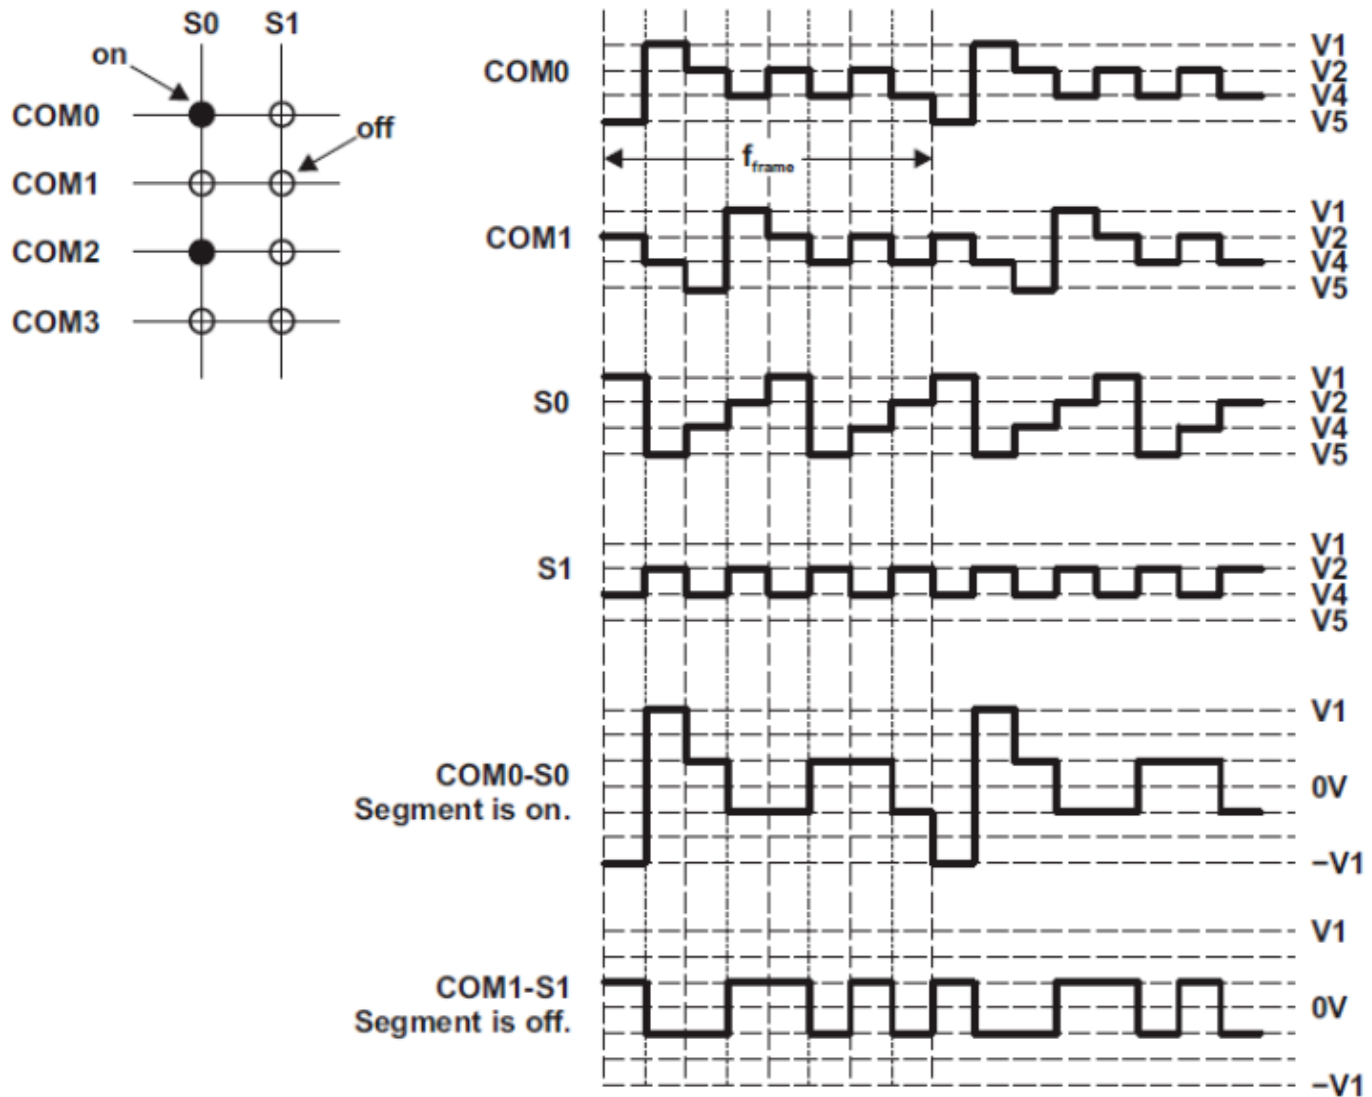 S0 S1
on
COM0
off
COM1
COM2
COM3
COM0
V1
V2
V4
V5
fframe
COM1
V1
V2
V4
V5
S0
V1
V2
V4
V5
S1
V1
V2
V4
V5
COM0-S0
Segment is on.
V1
0V
−V1
COM1-S1
Segment is off.
V1
0V
−V1